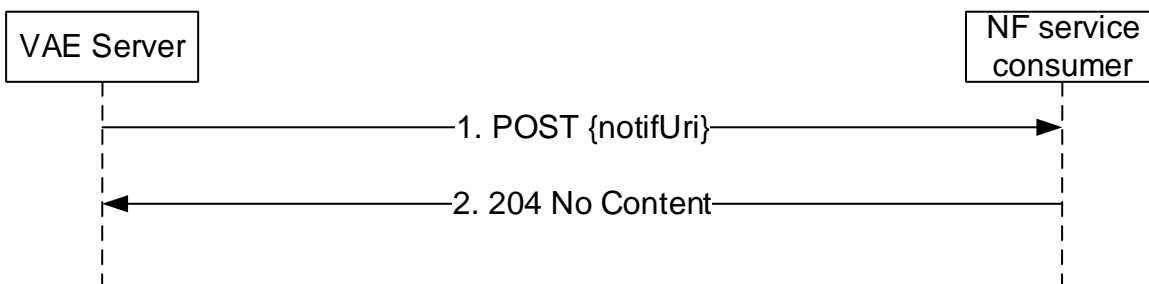 VAE Server
NF service
consumer
1. POST {notifUri}
2. 204 No Content